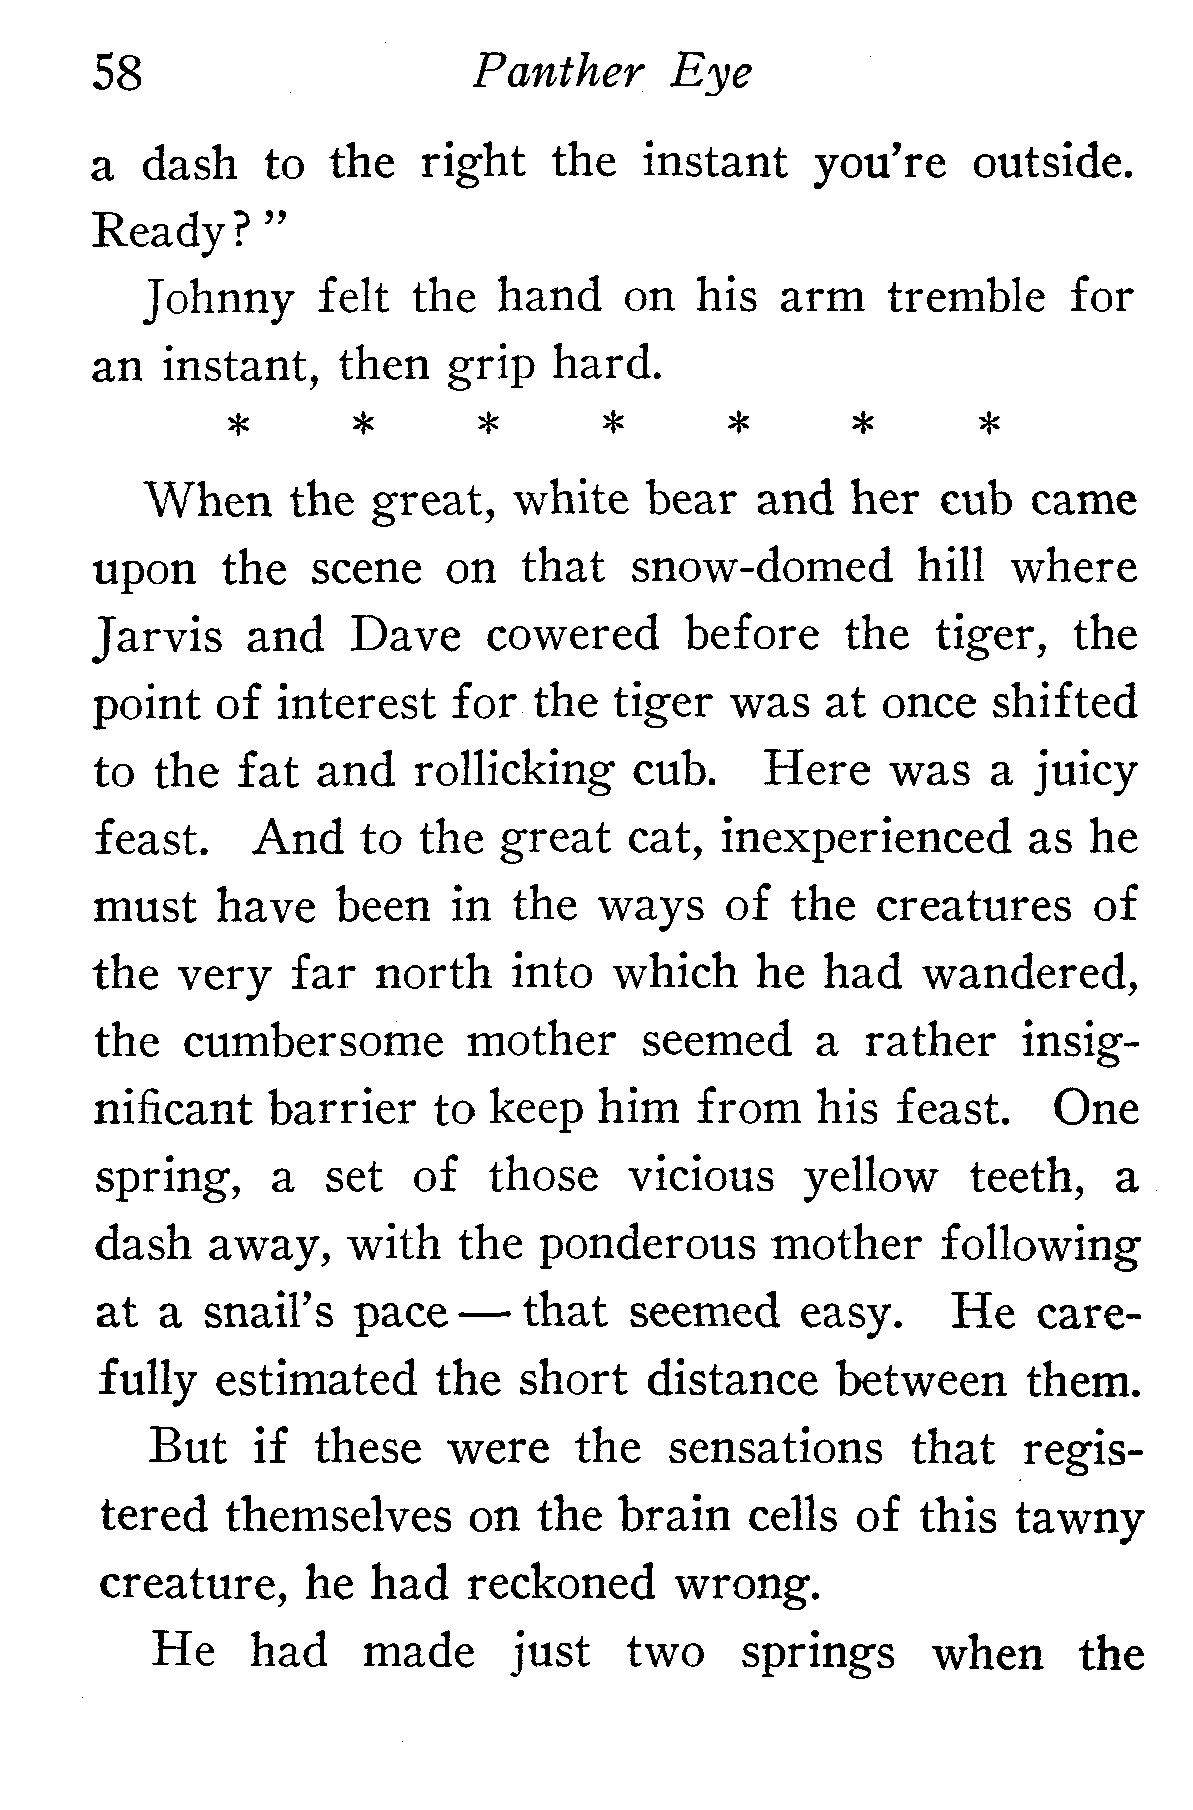 58 Panther Eye
a dash to the right the instant you're outside.
Ready? "
Johnny felt the hand on his arm tremble for
an instant, then grip hard.
* * * * * * *
When the great, white bear and her cub came
upon the scene on that snow-domed hill where
Jarvis and Dave cowered before the tiger, the
point of interest for the tiger was at once shifted
to the fat and rollicking cub. Here was a juicy
feast. And to the great cat, inexperienced as he
must have been in the ways of the creatures of
the very far north into which he had wandered,
the cumbersome mother seemed a rather insig-
nificant barrier to keep him from his feast. One
spring, a set of those vicious yellow teeth, a
dash away, with the ponderous mother following
at a snail's pace — that seemed easy. He care-
fully estimated the short distance between them.
But if these were the sensations that regis-
tered themselves on the brain cells of this tawny
creature, he had reckoned wrong.
He had made just two springs when the